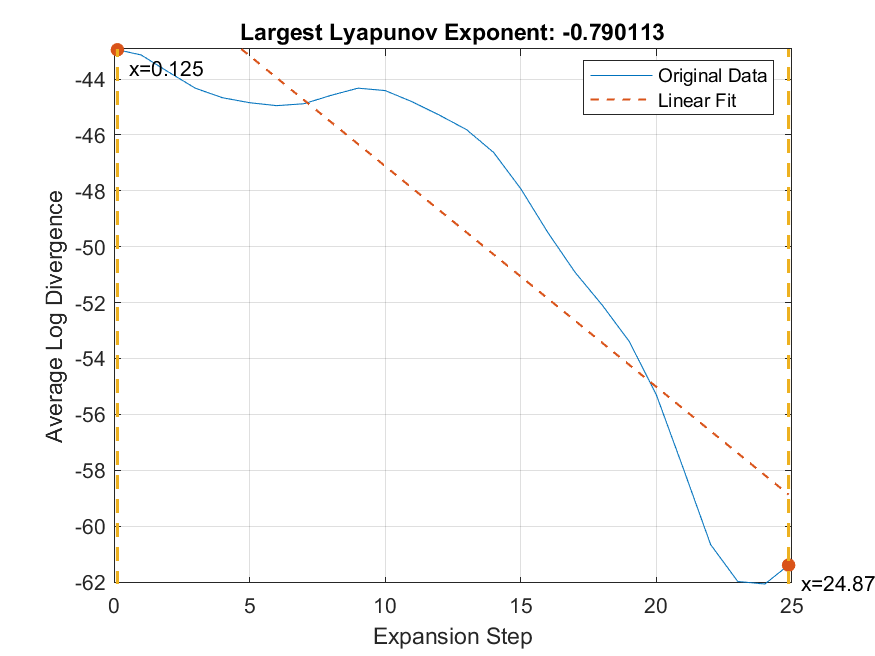 Largest Lyapunov Exponent: -0.790113
Original Data
Linear Fit
x=0.125
x=24.87
Average Log Divergence
-44
-46
-48
-50
-52
-54
-56
-58
-60
-62
0 5 10 15 20 25
Expansion Step